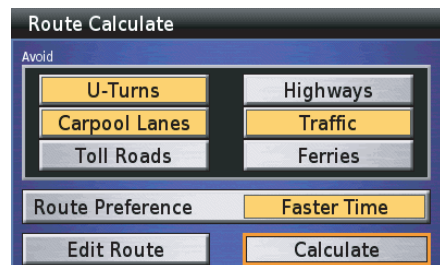 Route Calculate
Avoid
U-Turns Highways
Carpool Lanes Traffic
Toll Roads Ferries
Route Preference Faster Time
Edit Route Calculate